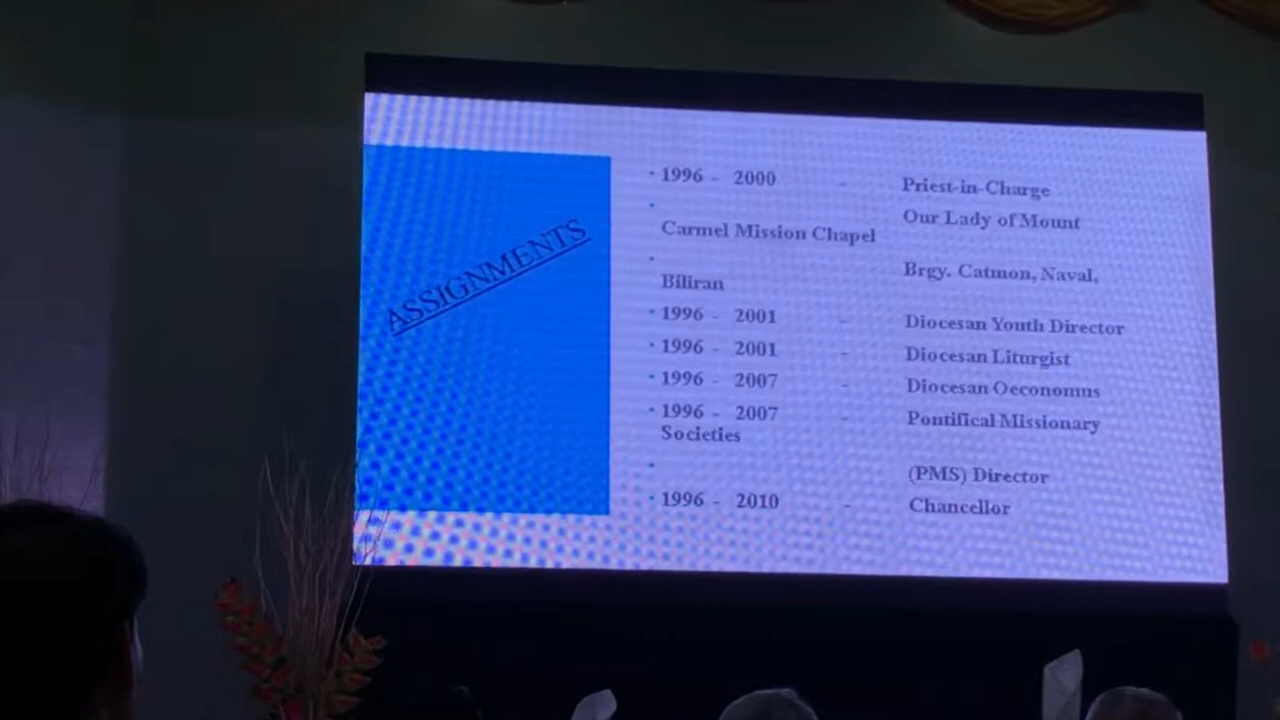 ASSIGNMENTS
1996 - 2000 - Priest-in-Charge
Our Lady of Mount
Carmel Mission Chapel
Brgy. Catmon, Naval,
Biliran
1996 - 2001 - Diocesan Youth Director
1996 - 2001 - Diocesan Liturgist
1996 - 2007 - Diocesan Oeconomus
1996 - 2007 - Pontifical Missionary
Societies
(PMS) Director
1996 - 2010 - Chancellor